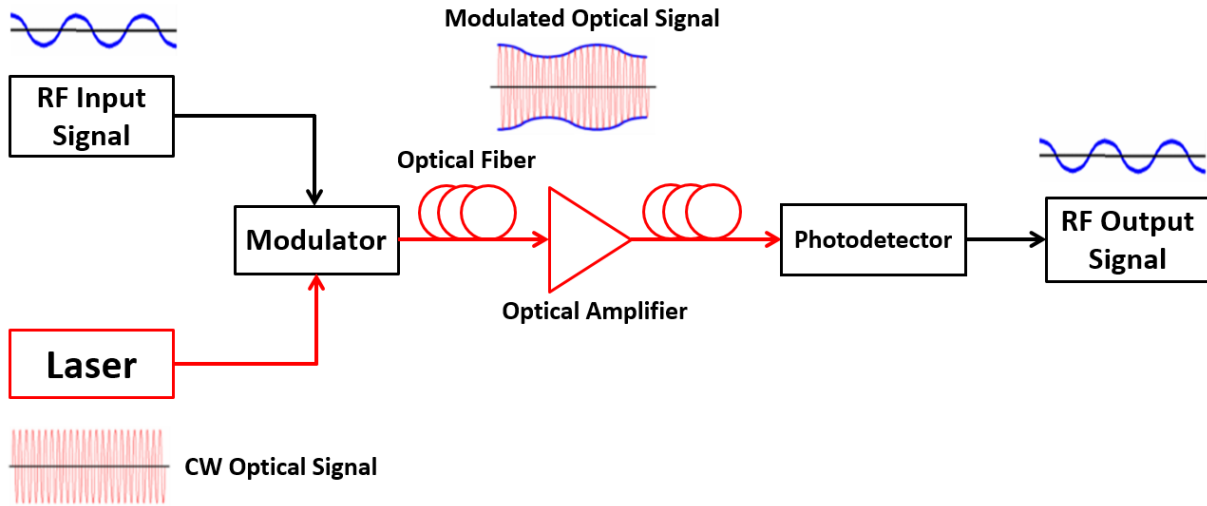 Modulated Optical Signal
RF Input
Signal
Optical Fiber
Modulator
Photodetector
RF Output
Signal
Optical Amplifier
Laser
CW Optical Signal